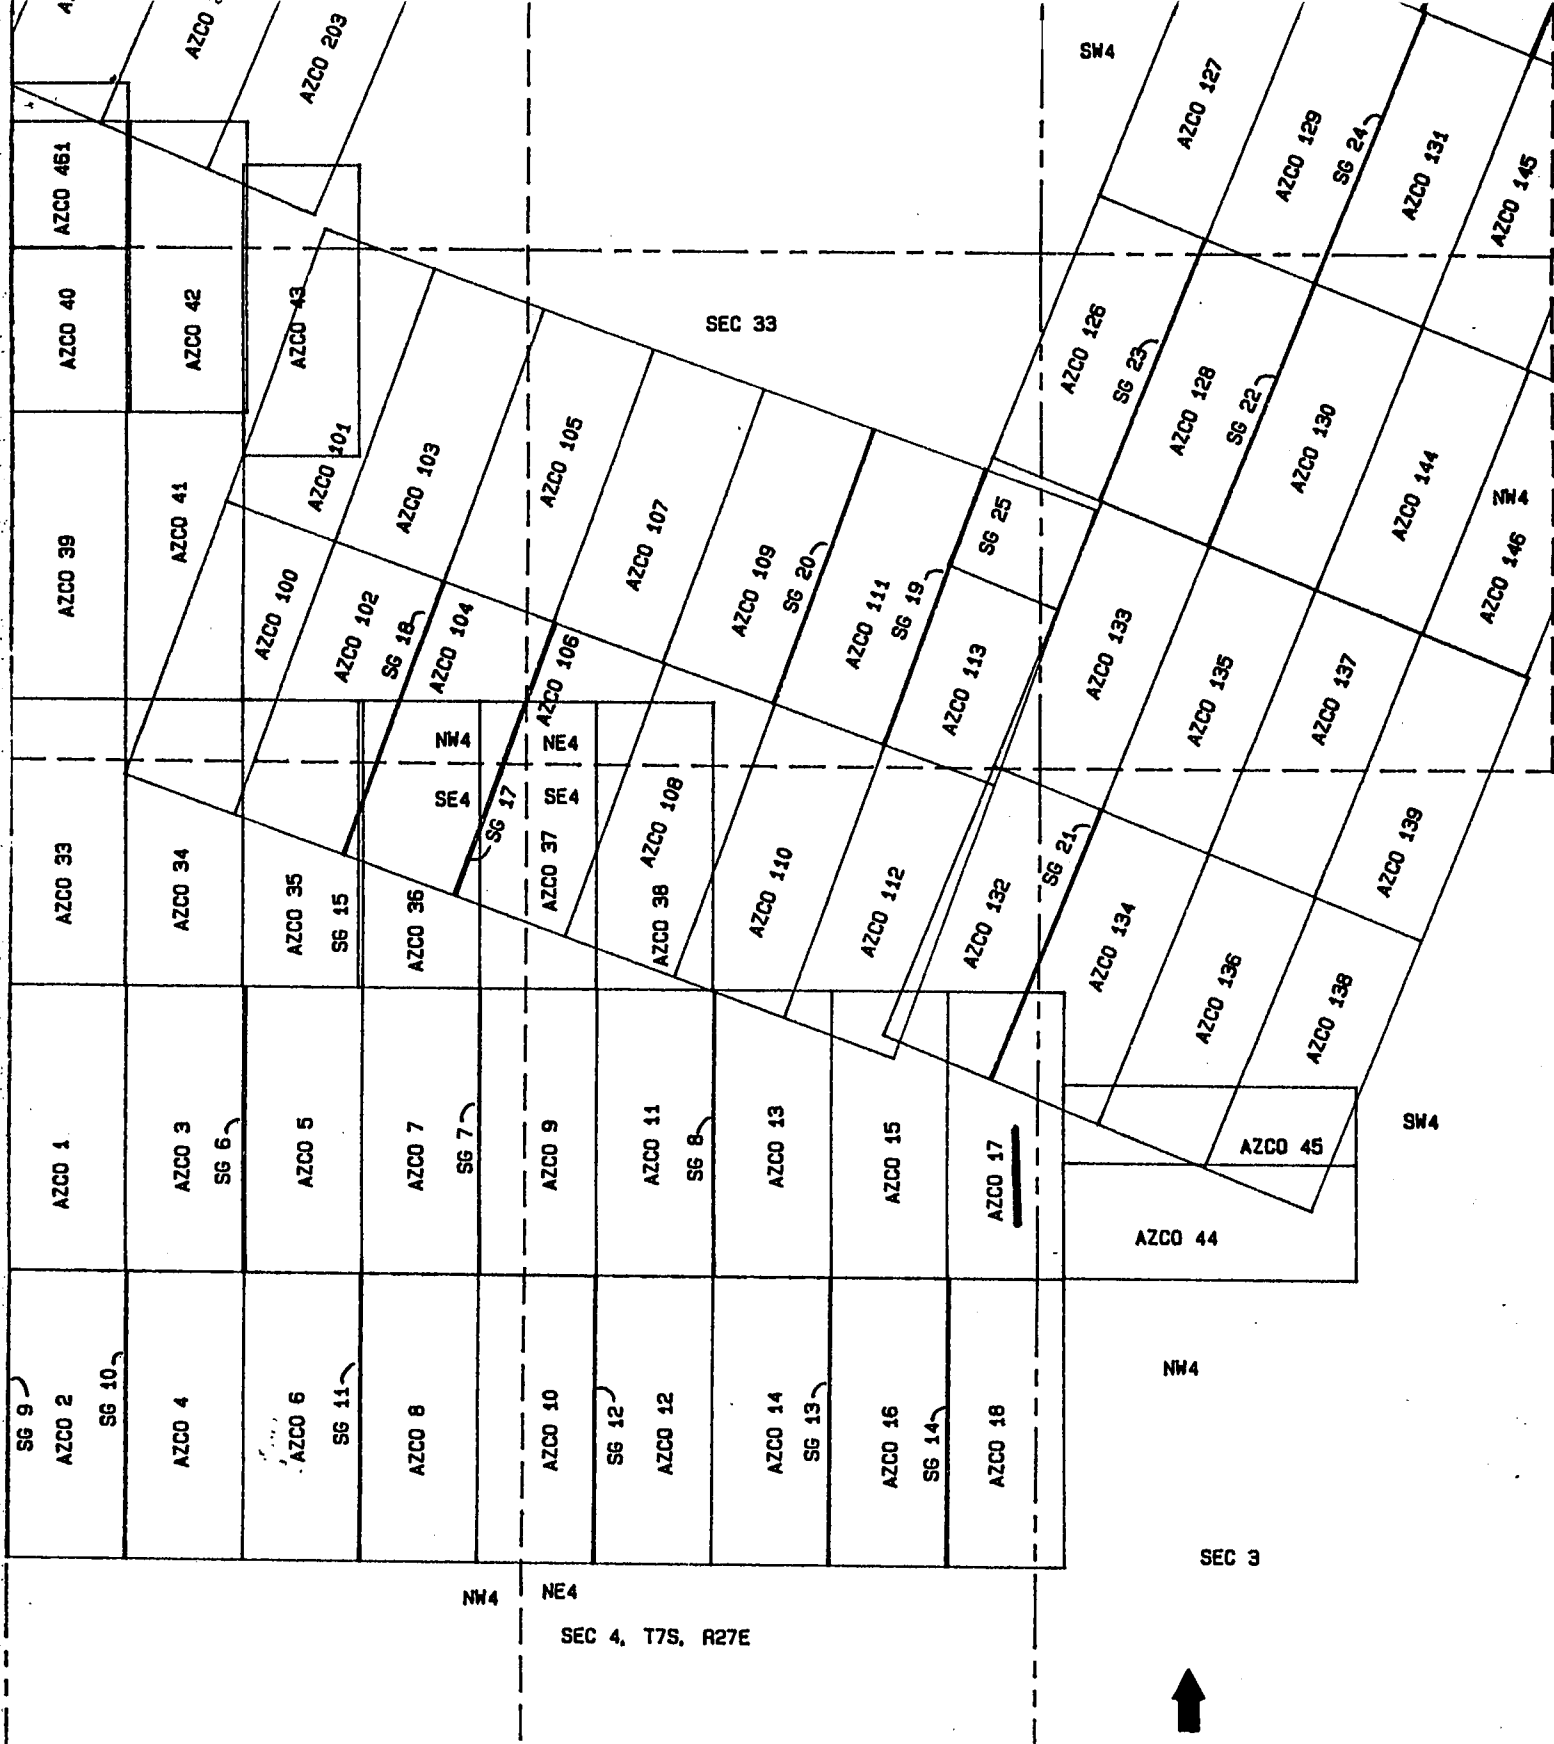 AZCO
AZCO 203
SW4
AZCO 127
AZCO 129
SG 24
AZCO 131
AZCO 145
AZCO 461
AZCO 40
AZCO 42
AZCO 43
SEC 33
AZCO 126
SG 23
AZCO 128
SG 22
AZCO 130
AZCO 144
NW4
AZCO 146
AZCO 39
AZCO 41
AZCO 101
AZCO 103
AZCO 105
AZCO 107
AZCO 109
SG 20
AZCO 111
SG 19
SG 25
AZCO 100
AZCO 102
SG 18
AZCO 104
AZCO 106
AZCO 113
AZCO 133
AZCO 135
AZCO 137
AZCO 139
NW4
NE4
SE4
SE4
SG 17
AZCO 33
AZCO 34
AZCO 35
SG 15
AZCO 36
AZCO 37
AZCO 108
AZCO 38
AZCO 110
AZCO 112
AZCO 132
SG 21
AZCO 134
AZCO 136
AZCO 138
AZCO 1
AZCO 3
SG 6
AZCO 5
AZCO 7
SG 7
AZCO 9
AZCO 11
SG 8
AZCO 13
AZCO 15
AZCO 17
AZCO 45
SW4
AZCO 44
SG 9
AZCO 2
SG 10
AZCO 4
AZCO 6
SG 11
AZCO 8
AZCO 10
SG 12
AZCO 12
AZCO 14
SG 13
AZCO 16
SG 14
AZCO 18
NW4
SEC 3
NW4
NE4
SEC 4, T7S, R27E